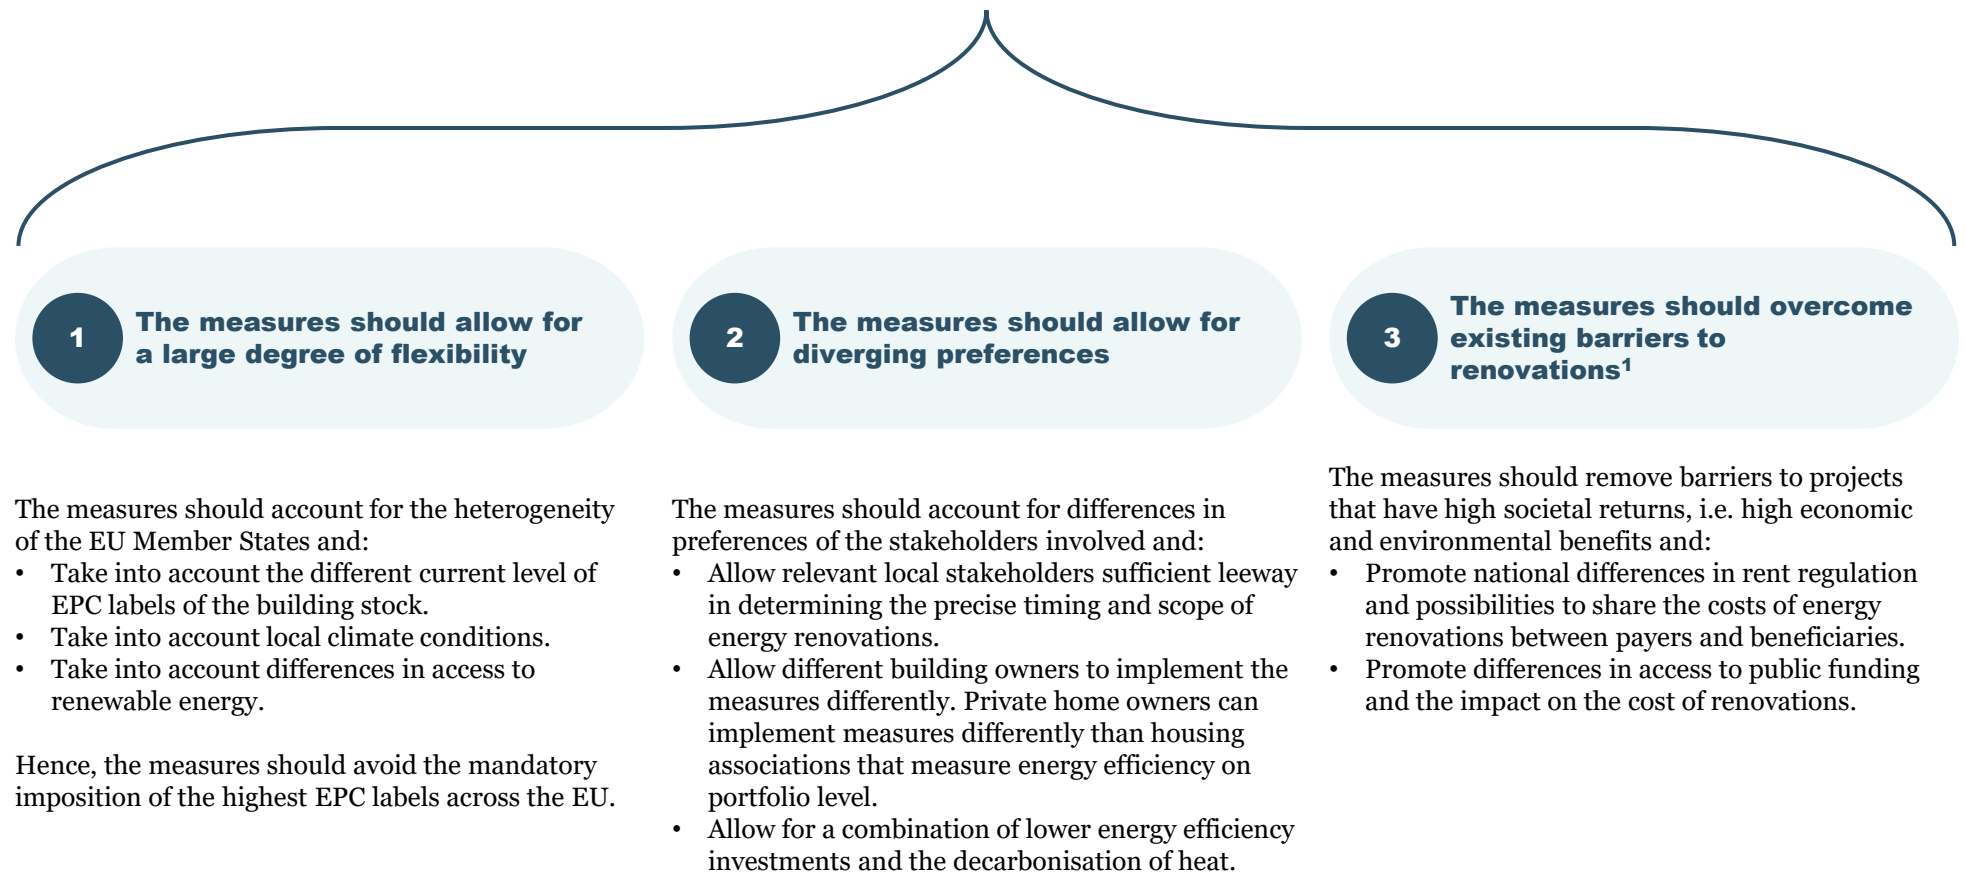 1
The measures should allow for
a large degree of flexibility
The measures should account for the heterogeneity
of the EU Member States and:
• Take into account the different current level of
EPC labels of the building stock.
• Take into account local climate conditions.
• Take into account differences in access to
renewable energy.
Hence, the measures should avoid the mandatory
imposition of the highest EPC labels across the EU.
2
The measures should allow for
diverging preferences
The measures should account for differences in
preferences of the stakeholders involved and:
• Allow relevant local stakeholders sufficient leeway
in determining the precise timing and scope of
energy renovations.
• Allow different building owners to implement the
measures differently. Private home owners can
implement measures differently than housing
associations that measure energy efficiency on
portfolio level.
• Allow for a combination of lower energy efficiency
investments and the decarbonisation of heat.
3
The measures should overcome
existing barriers to
renovations¹
The measures should remove barriers to projects
that have high societal returns, i.e. high economic
and environmental benefits and:
• Promote national differences in rent regulation
and possibilities to share the costs of energy
renovations between payers and beneficiaries.
• Promote differences in access to public funding
and the impact on the cost of renovations.